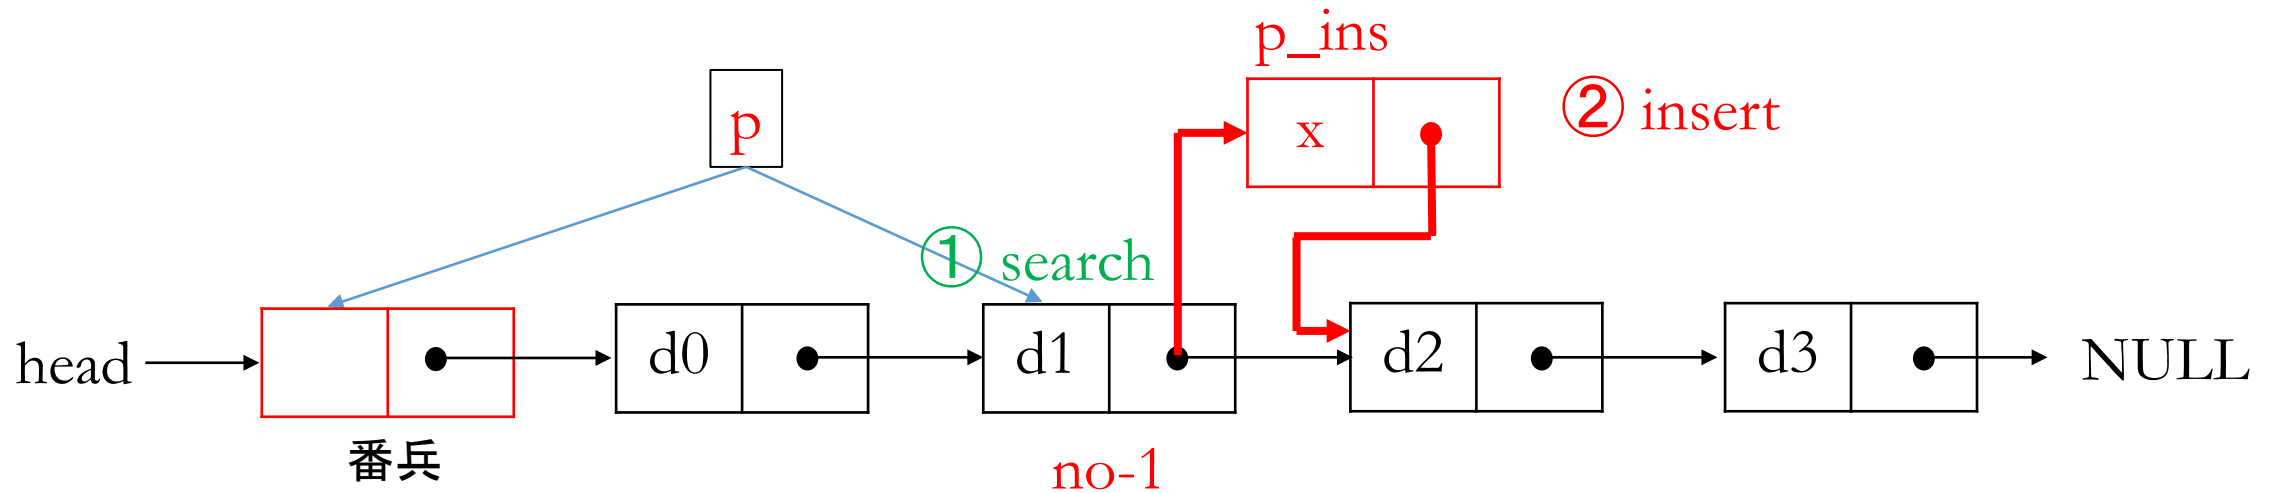 p_ins
p
x
② insert
① search
head
d0
d1
d2
d3
NULL
番兵
no-1